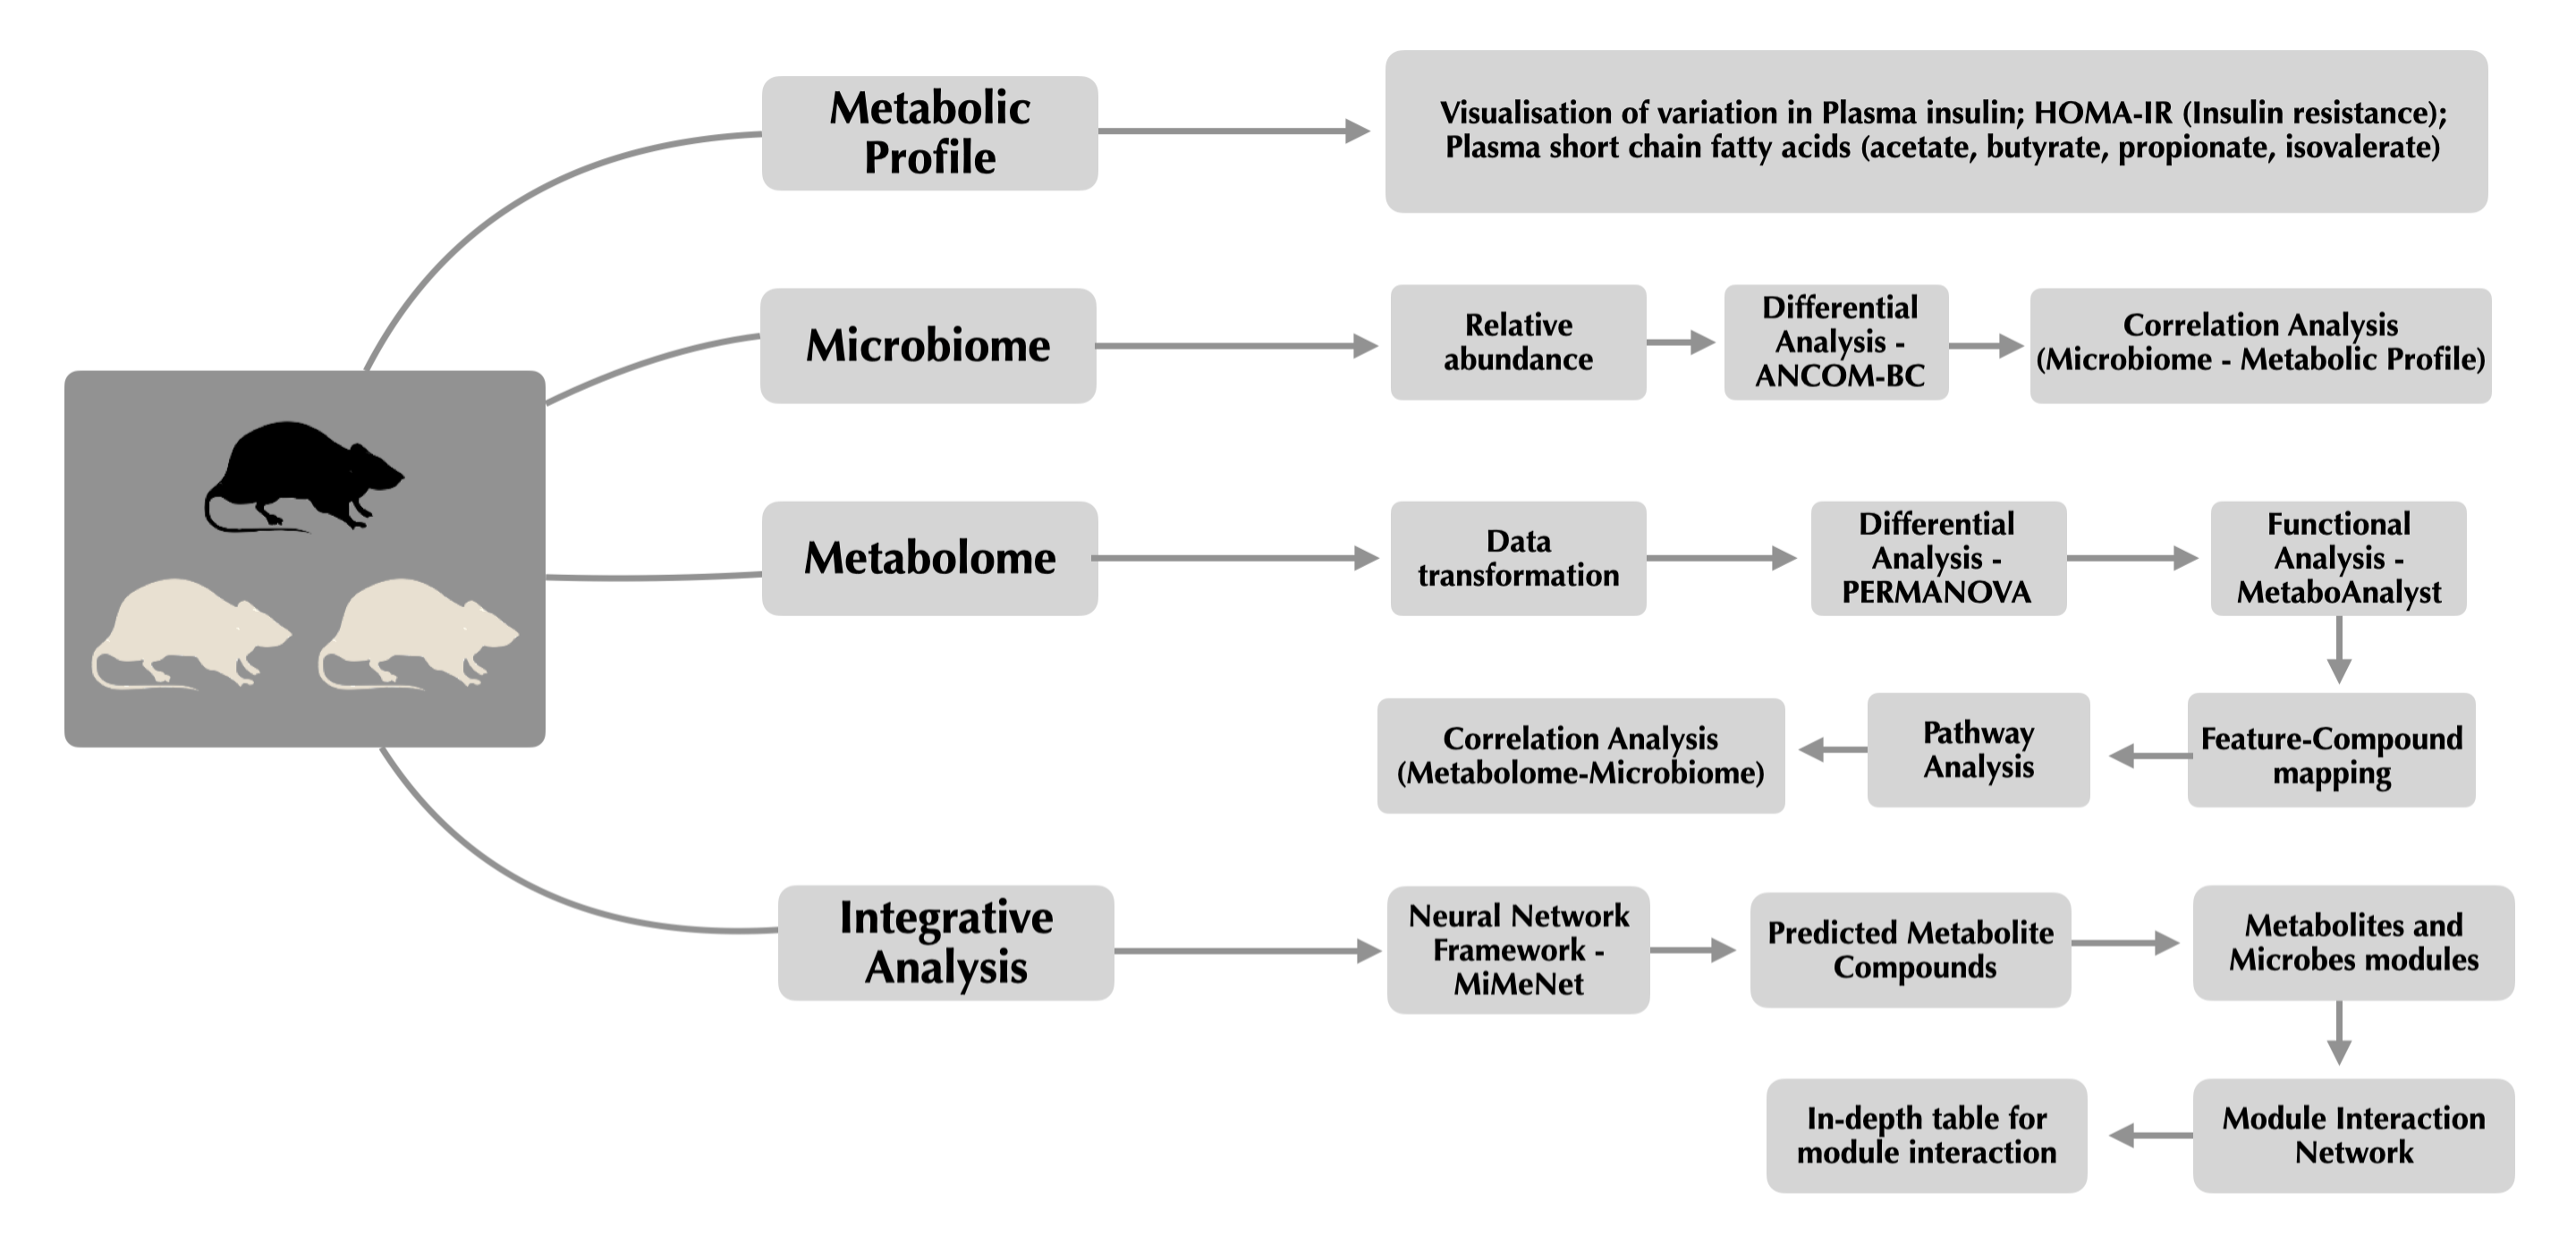 Metabolic
Profile
Visualisation of variation in Plasma insulin; HOMA-IR (Insulin resistance);
Plasma short chain fatty acids (acetate, butyrate, propionate, isovalerate)
Microbiome
Relative
abundance
Differential
Analysis -
ANCOM-BC
Correlation Analysis
(Microbiome - Metabolic Profile)
Metabolome
Data
transformation
Differential
Analysis -
PERMANOVA
Functional
Analysis -
MetaboAnalyst
Feature-Compound
mapping
Pathway
Analysis
Correlation Analysis
(Metabolome-Microbiome)
Integrative
Analysis
Neural Network
Framework -
MiMeNet
Predicted Metabolite
Compounds
Metabolites and
Microbes modules
Module Interaction
Network
In-depth table for
module interaction